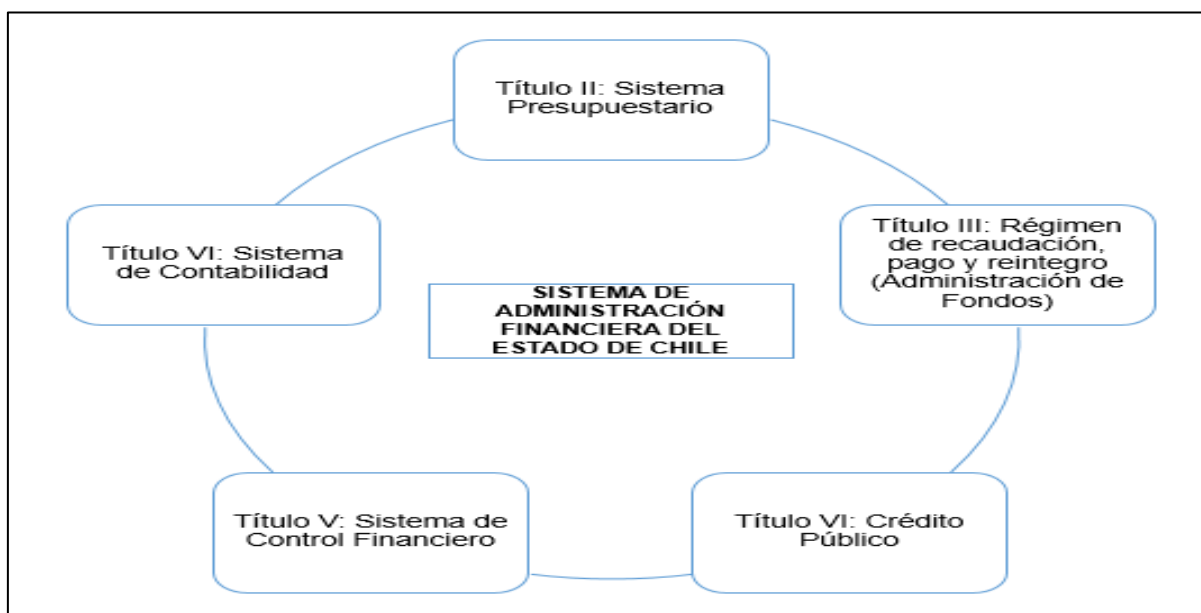 Título II: Sistema
Presupuestario
Título VI: Sistema
de Contabilidad
Título III: Régimen
de recaudación,
pago y reintegro
(Administración de
Fondos)
SISTEMA DE
ADMINISTRACIÓN
FINANCIERA DEL
ESTADO DE CHILE
Título V: Sistema de
Control Financiero
Título VI: Crédito
Público